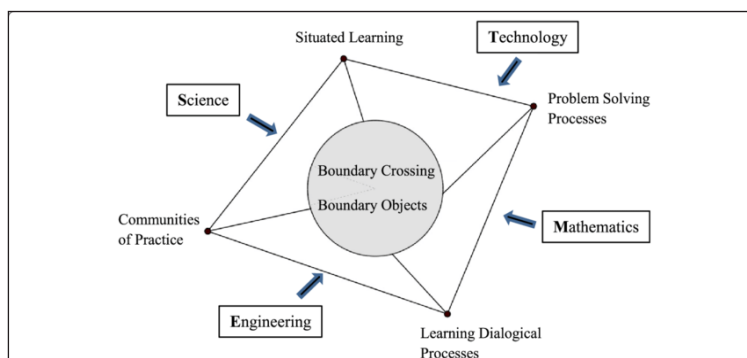 Situated Learning
Technology
Science
Problem Solving
Processes
Boundary Crossing
Boundary Objects
Communities
of Practice
Mathematics
Engineering
Learning Dialogical
Processes